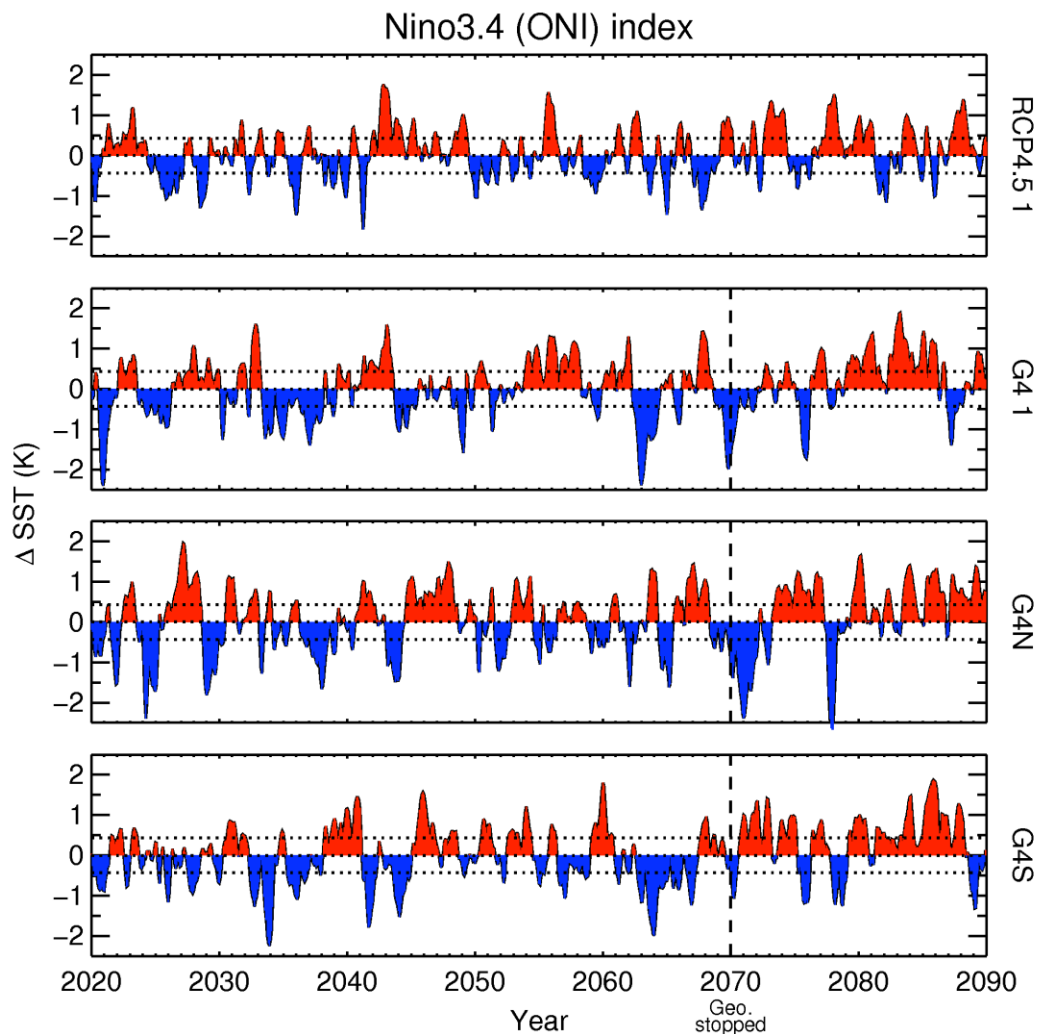 Nino3.4 (ONI) index
2
1
0
−1
−2
RCP4.5 1
2
1
0
−1
−2
G4 1
Δ SST (K)
2
1
0
−1
−2
G4N
2
1
0
−1
−2
G4S
2020 2030 2040 2050 2060 2070 2080 2090
Year
Geo.
stopped